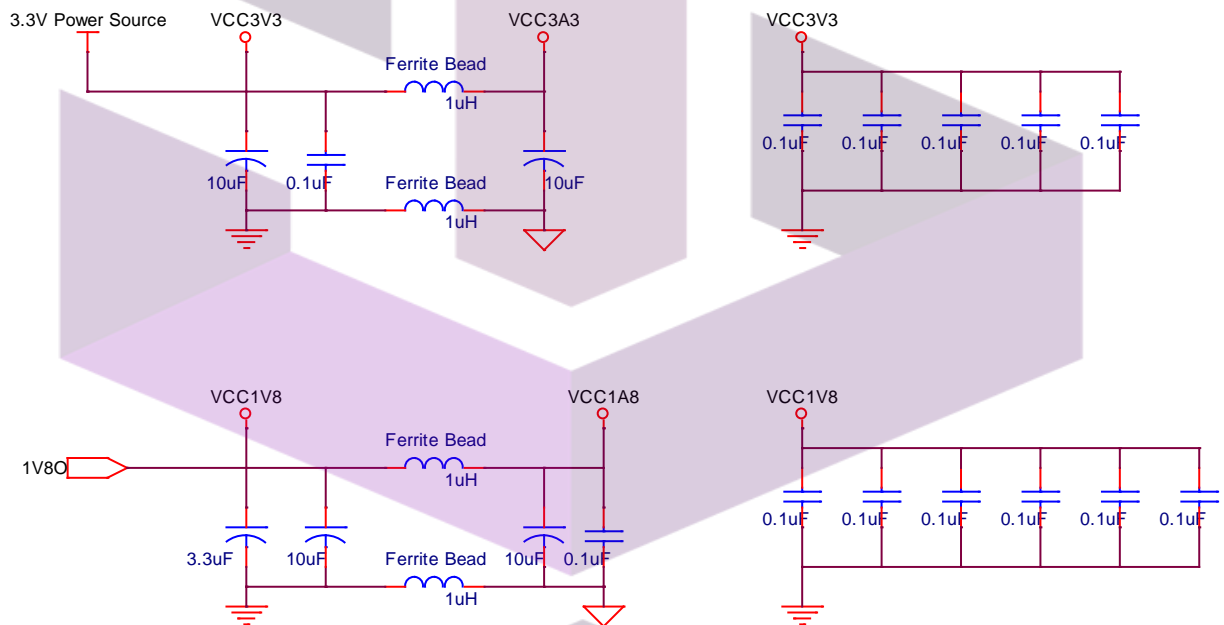 3.3V Power Source
VCC3V3
VCC3A3
VCC3V3
Ferrite Bead
1uH
10uF
0.1uF
Ferrite Bead
1uH
10uF
0.1uF
0.1uF
0.1uF
0.1uF
0.1uF
VCC1V8
VCC1A8
VCC1V8
1V8O
Ferrite Bead
1uH
3.3uF
10uF
Ferrite Bead
1uH
10uF
0.1uF
0.1uF
0.1uF
0.1uF
0.1uF
0.1uF
0.1uF